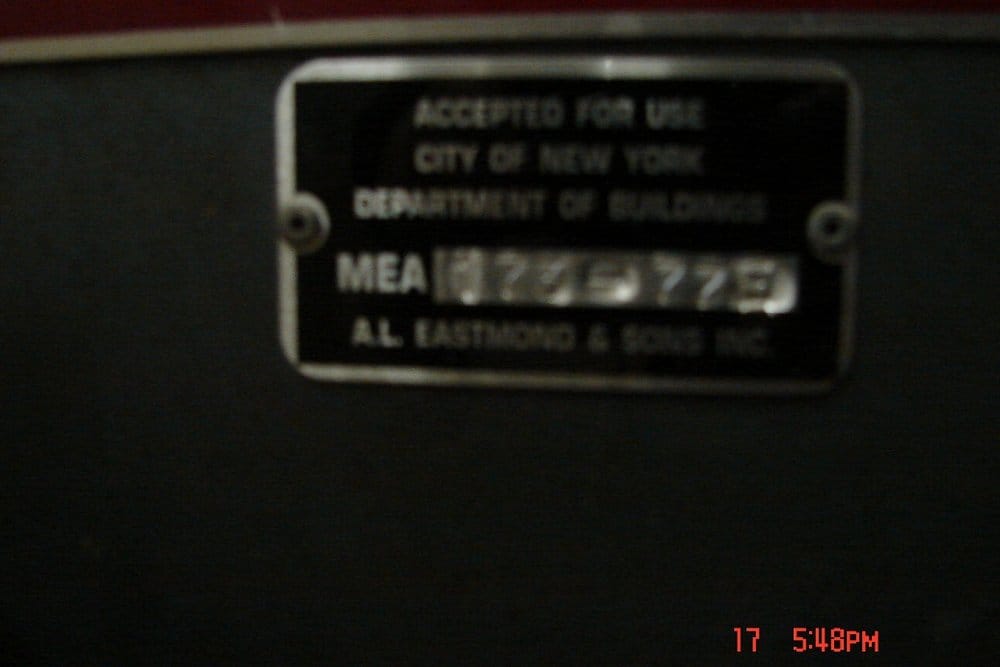 ACCEPTED FOR USE
CITY OF NEW YORK
DEPARTMENT OF BUILDINGS
MEA
A.L. EASTMOND & SONS INC.
17 5:48PM